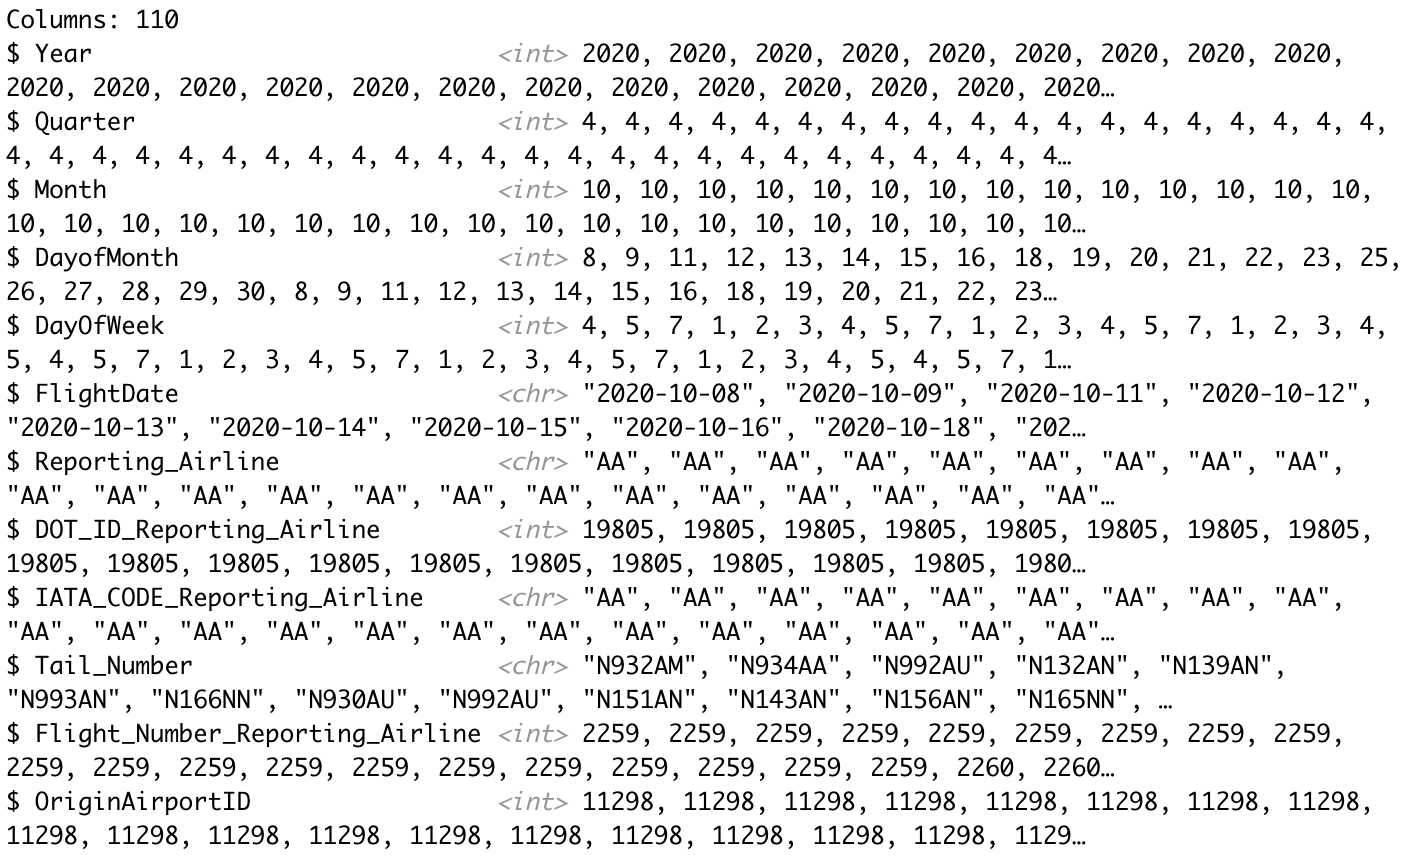 Columns: 110
$ Year <int> 2020, 2020, 2020, 2020, 2020, 2020, 2020, 2020, 2020,
2020, 2020, 2020, 2020, 2020, 2020, 2020, 2020, 2020, 2020, 2020, 2020, 2020…
$ Quarter <int> 4, 4, 4, 4, 4, 4, 4, 4, 4, 4, 4, 4, 4, 4, 4, 4, 4, 4, 4,
4, 4, 4, 4, 4, 4, 4, 4, 4, 4, 4, 4, 4, 4, 4, 4, 4, 4, 4, 4, 4, 4, 4, 4, 4…
$ Month <int> 10, 10, 10, 10, 10, 10, 10, 10, 10, 10, 10, 10, 10, 10,
10, 10, 10, 10, 10, 10, 10, 10, 10, 10, 10, 10, 10, 10, 10, 10, 10, 10, 10…
$ DayofMonth <int> 8, 9, 11, 12, 13, 14, 15, 16, 18, 19, 20, 21, 22, 23, 25,
26, 27, 28, 29, 30, 8, 9, 11, 12, 13, 14, 15, 16, 18, 19, 20, 21, 22, 23…
$ DayOfWeek <int> 4, 5, 7, 1, 2, 3, 4, 5, 7, 1, 2, 3, 4, 5, 7, 1, 2, 3, 4,
5, 4, 5, 7, 1, 2, 3, 4, 5, 7, 1, 2, 3, 4, 5, 7, 1, 2, 3, 4, 5, 4, 5, 7, 1…
$ FlightDate <chr> "2020-10-08", "2020-10-09", "2020-10-11", "2020-10-12",
"2020-10-13", "2020-10-14", "2020-10-15", "2020-10-16", "2020-10-18", "202…
$ Reporting_Airline <chr> "AA", "AA", "AA", "AA", "AA", "AA", "AA", "AA", "AA",
"AA", "AA", "AA", "AA", "AA", "AA", "AA", "AA", "AA", "AA", "AA", "AA", "AA"…
$ DOT_ID_Reporting_Airline <int> 19805, 19805, 19805, 19805, 19805, 19805, 19805, 19805,
19805, 19805, 19805, 19805, 19805, 19805, 19805, 19805, 19805, 19805, 1980…
$ IATA_CODE_Reporting_Airline <chr> "AA", "AA", "AA", "AA", "AA", "AA", "AA", "AA", "AA",
"AA", "AA", "AA", "AA", "AA", "AA", "AA", "AA", "AA", "AA", "AA", "AA", "AA"…
$ Tail_Number <chr> "N932AM", "N934AA", "N992AU", "N132AN", "N139AN",
"N993AN", "N166NN", "N930AU", "N992AU", "N151AN", "N143AN", "N156AN", "N165NN", …
$ Flight_Number_Reporting_Airline <int> 2259, 2259, 2259, 2259, 2259, 2259, 2259, 2259, 2259,
2259, 2259, 2259, 2259, 2259, 2259, 2259, 2259, 2259, 2259, 2259, 2260, 2260…
$ OriginAirportID <int> 11298, 11298, 11298, 11298, 11298, 11298, 11298, 11298,
11298, 11298, 11298, 11298, 11298, 11298, 11298, 11298, 11298, 11298, 1129…